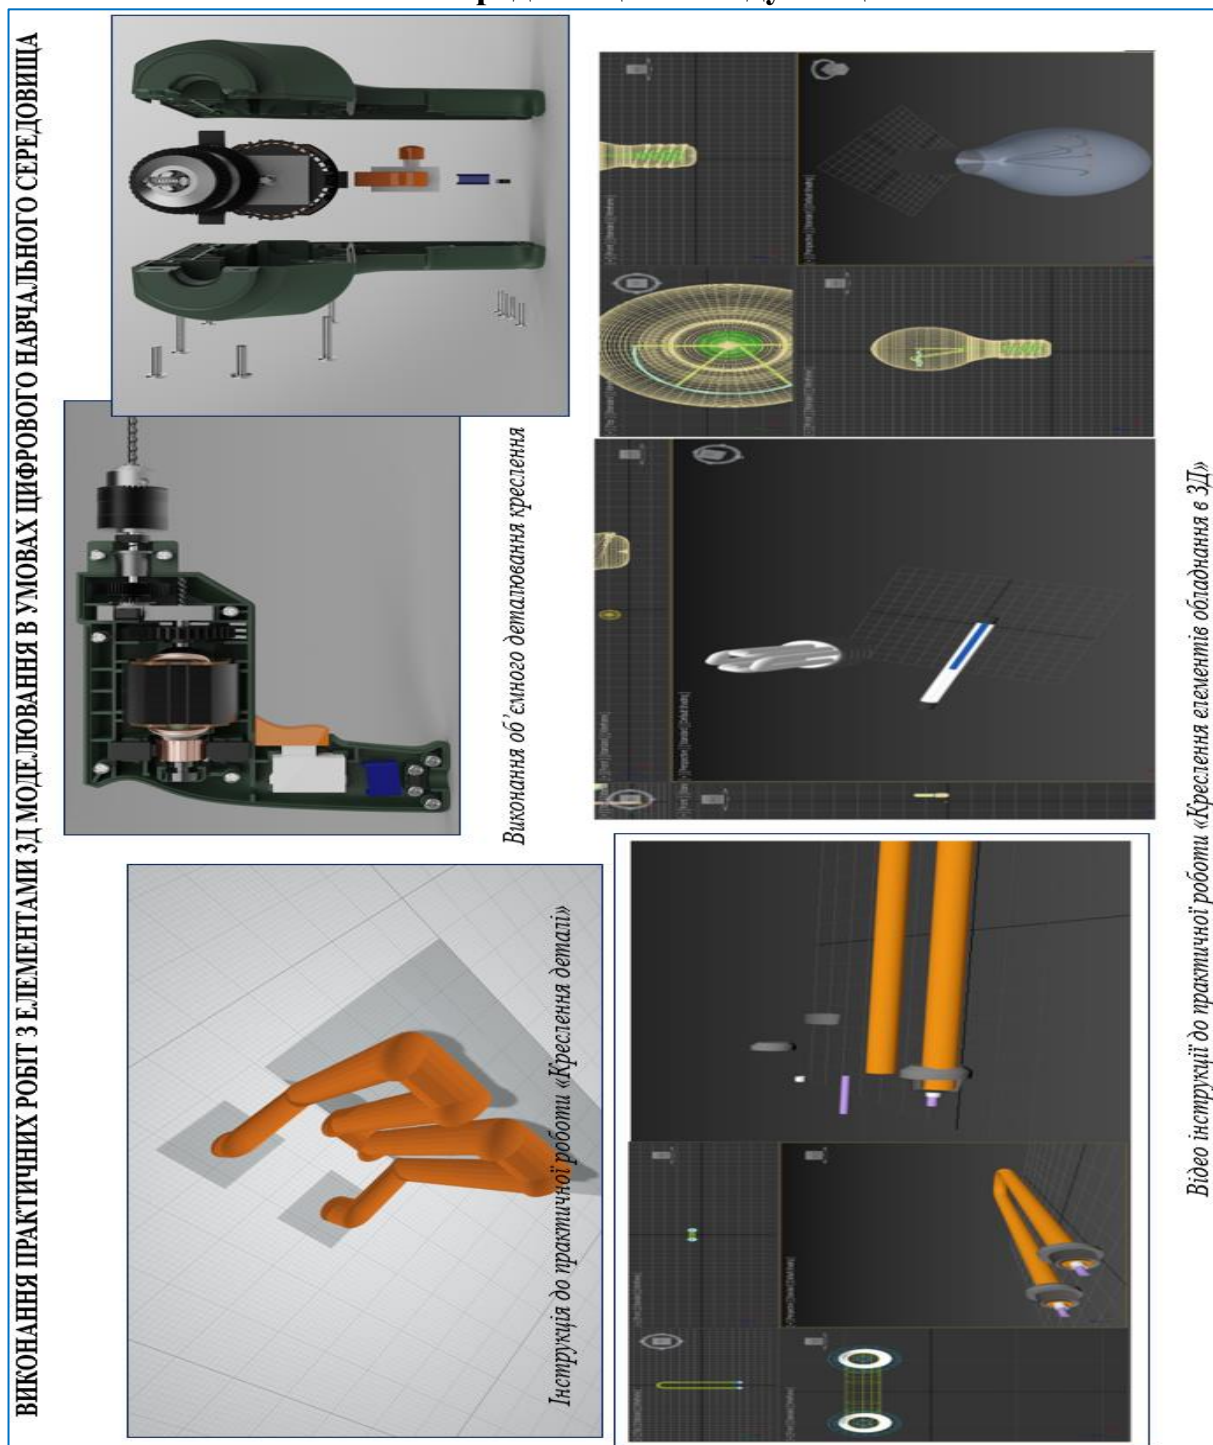 ВИКОНАННЯ ПРАКТИЧНИХ РОБІТ З ЕЛЕМЕНТАМИ 3Д МОДЕЛЮВАННЯ В УМОВАХ ЦИФРОВОГО НАВЧАЛЬНОГО СЕРЕДОВИЩА
Інструкція до практичної роботи «Креслення деталі»
Виконання об’ємного деталювання креслення
Відео інструкції до практичної роботи «Креслення елементів обладнання в 3Д»